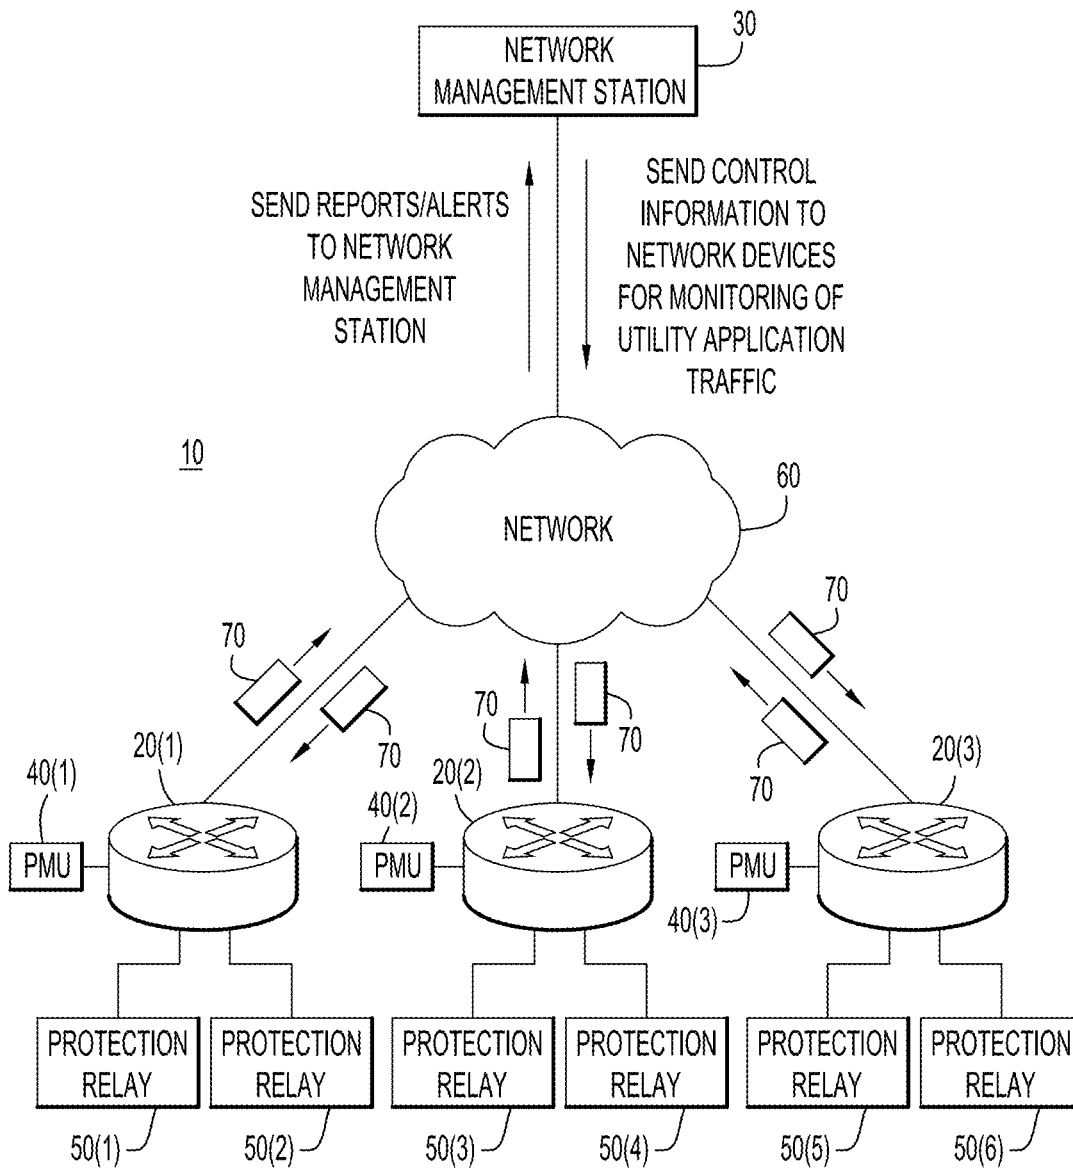 30
NETWORK
MANAGEMENT STATION
SEND REPORTS/ALERTS
TO NETWORK
MANAGEMENT
STATION
SEND CONTROL
INFORMATION TO
NETWORK DEVICES
FOR MONITORING OF
UTILITY APPLICATION
TRAFFIC
10
60
NETWORK
70
70
70
70
70
70
20(1)
20(2)
20(3)
40(1)
40(2)
PMU
PMU
PMU
40(3)
PROTECTION
RELAY
PROTECTION
RELAY
PROTECTION
RELAY
PROTECTION
RELAY
PROTECTION
RELAY
PROTECTION
RELAY
50(1)
50(2)
50(3)
50(4)
50(5)
50(6)